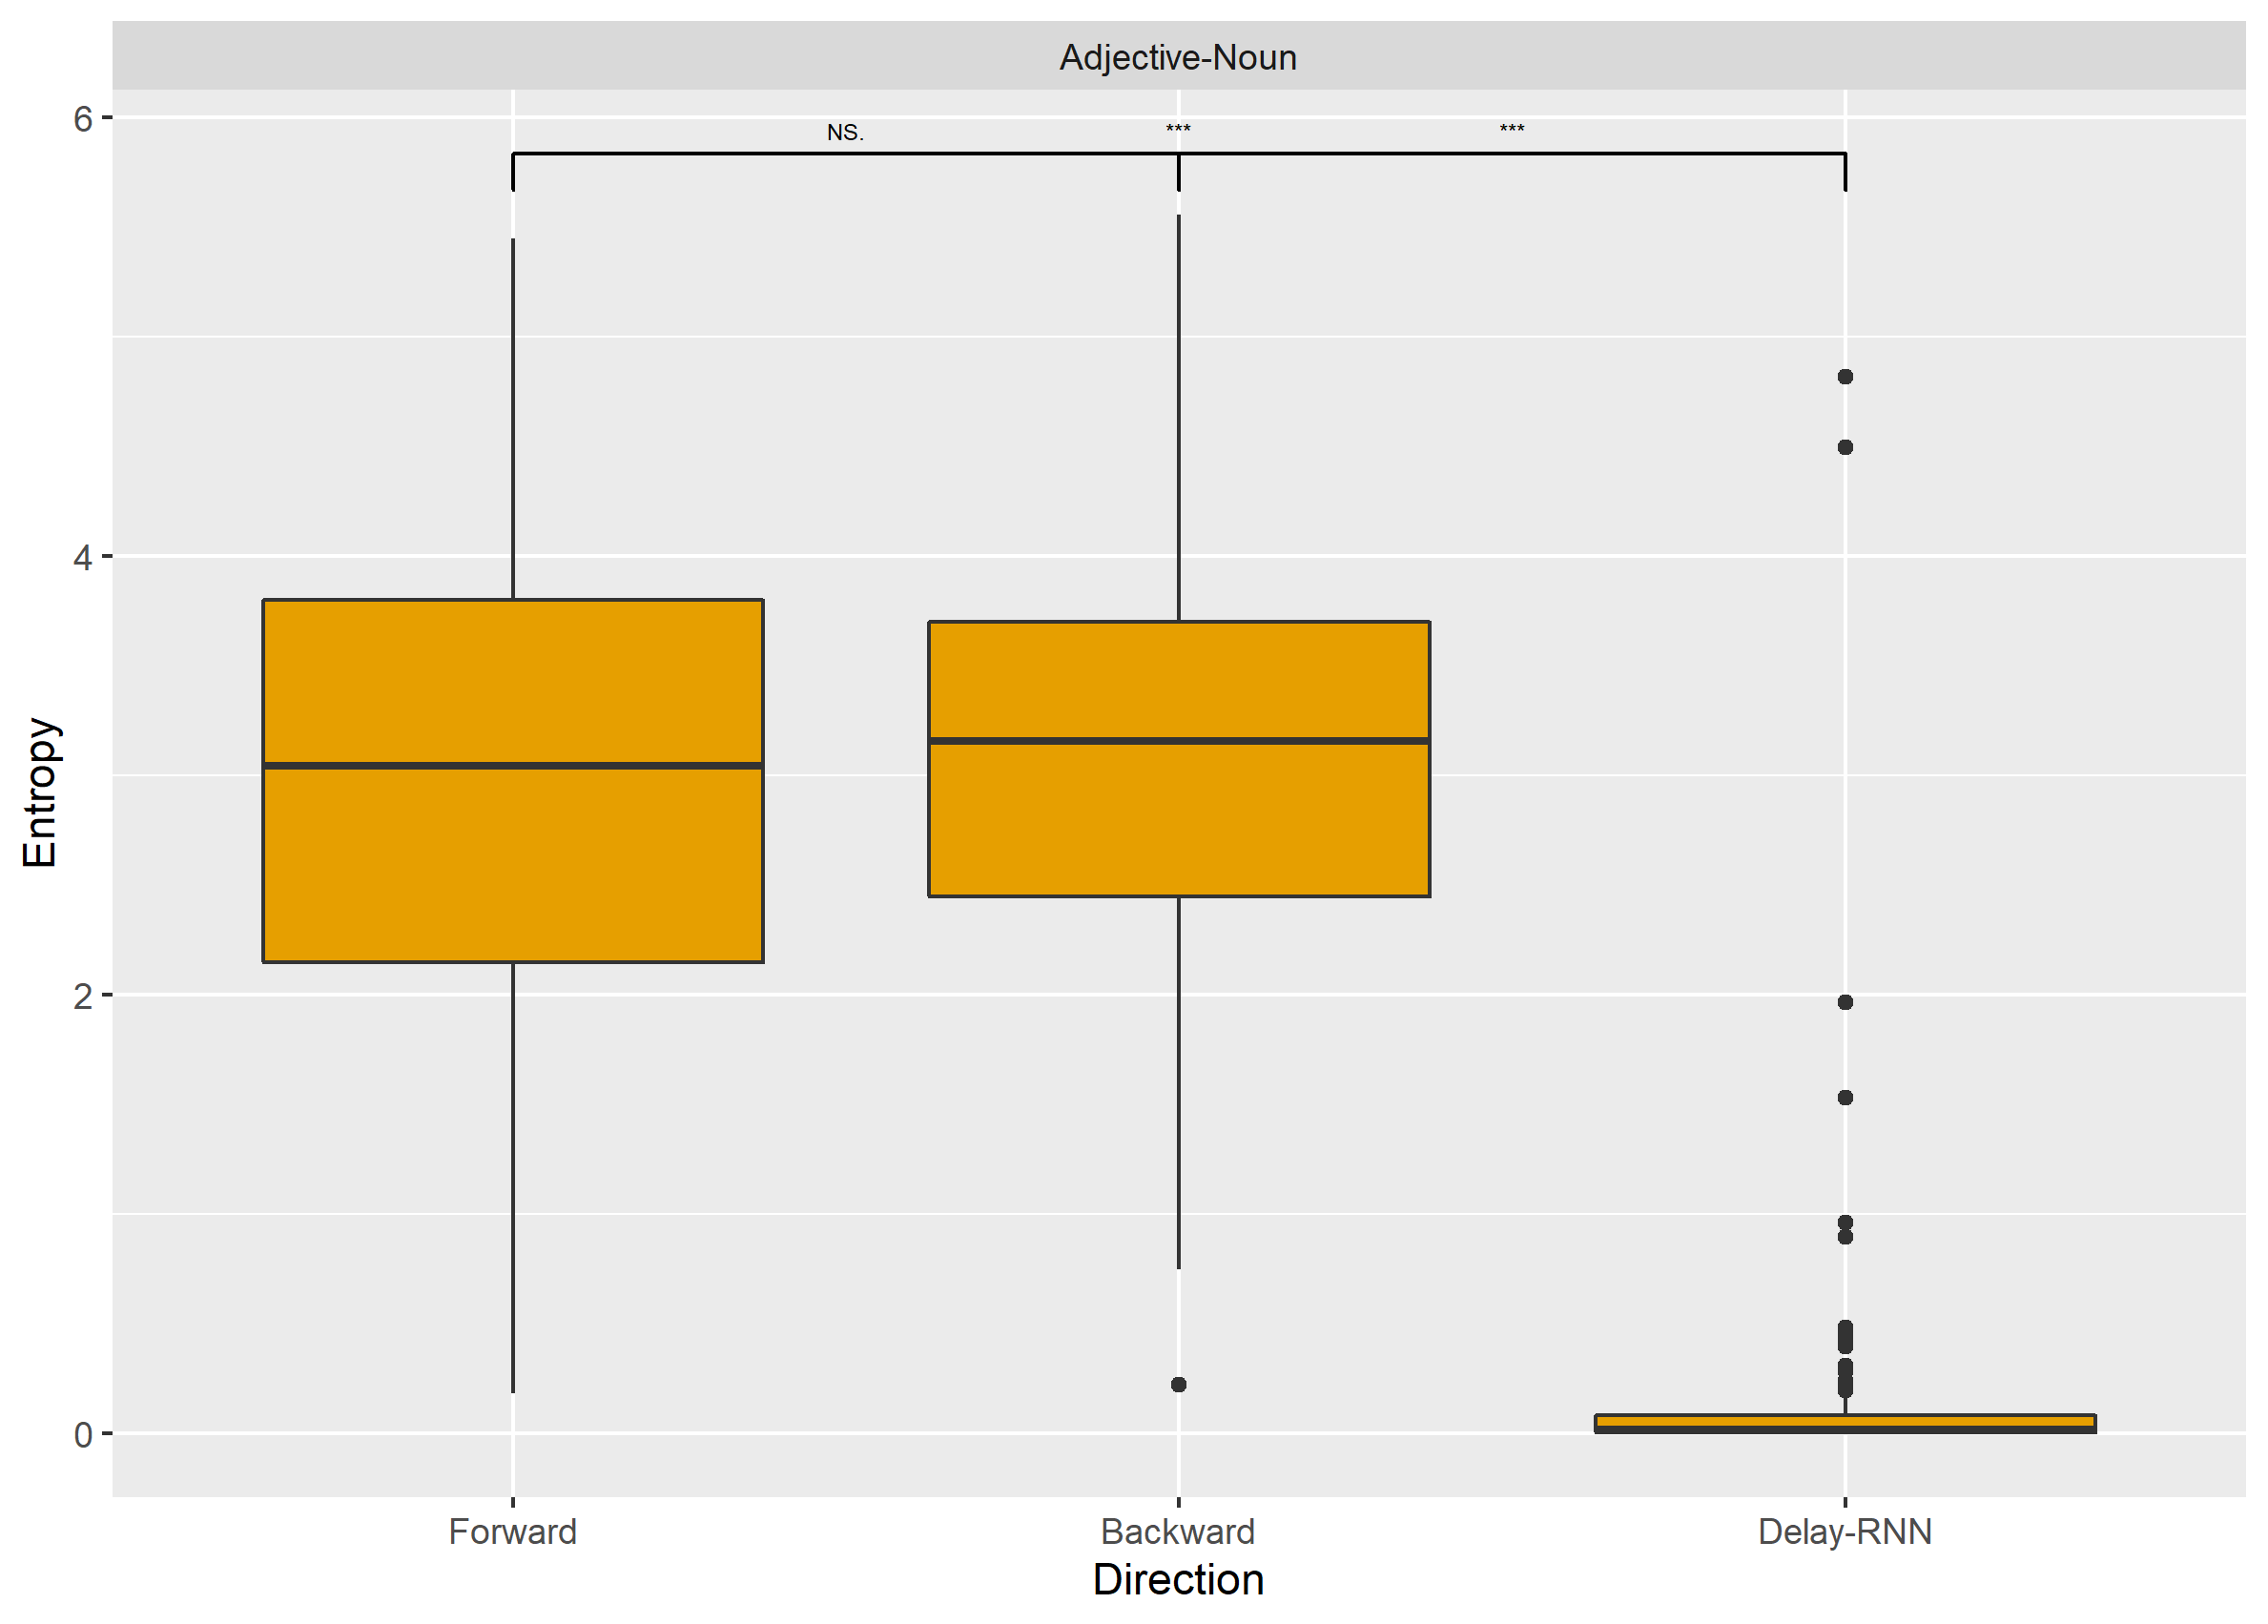 Adjective-Noun
6
NS.
***
***
4
2
0
Entropy
Forward
Backward
Delay-RNN
Direction